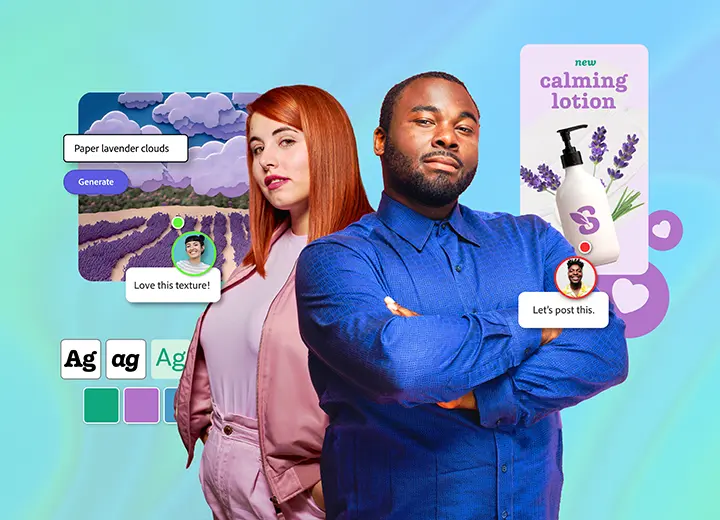 new
calming
lotion
Paper lavender clouds
Generate
S
Love this texture!
Let's post this.
Ag
ag
Ag